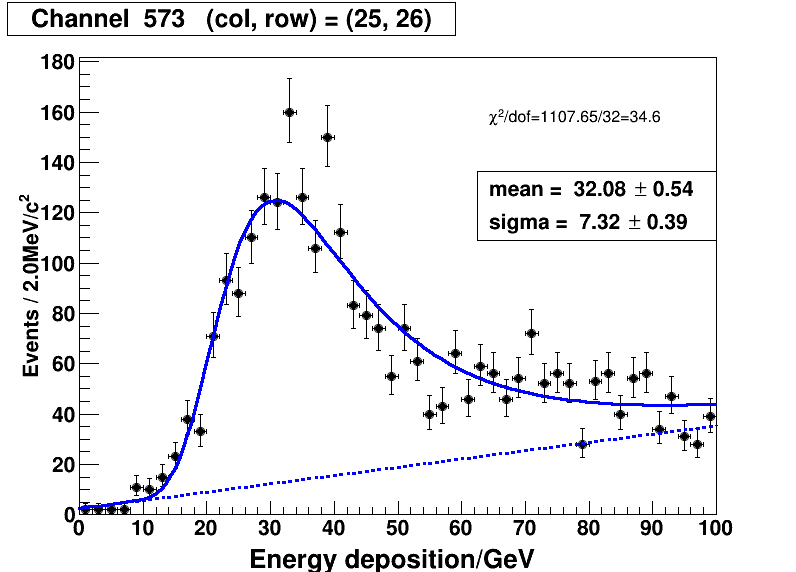 Channel 573 (col, row) = (25, 26)
χ²/dof=1107.65/32=34.6
mean = 32.08 ± 0.54
sigma = 7.32 ± 0.39
Events / 2.0MeV/c²
180
160
140
120
100
80
60
40
20
0
0 10 20 30 40 50 60 70 80 90 100
Energy deposition/GeV